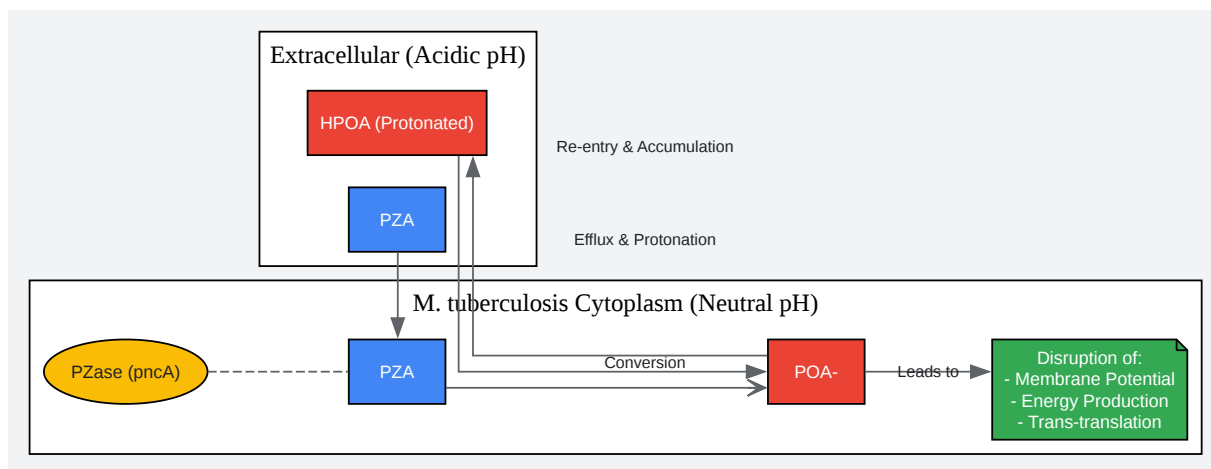 Extracellular (Acidic pH)
HPOA (Protonated)
Re-entry & Accumulation
PZA
Efflux & Protonation
M. tuberculosis Cytoplasm (Neutral pH)
PZase (pncA)
PZA
Conversion
POA-
Leads to
Disruption of:
- Membrane Potential
- Energy Production
- Trans-translation